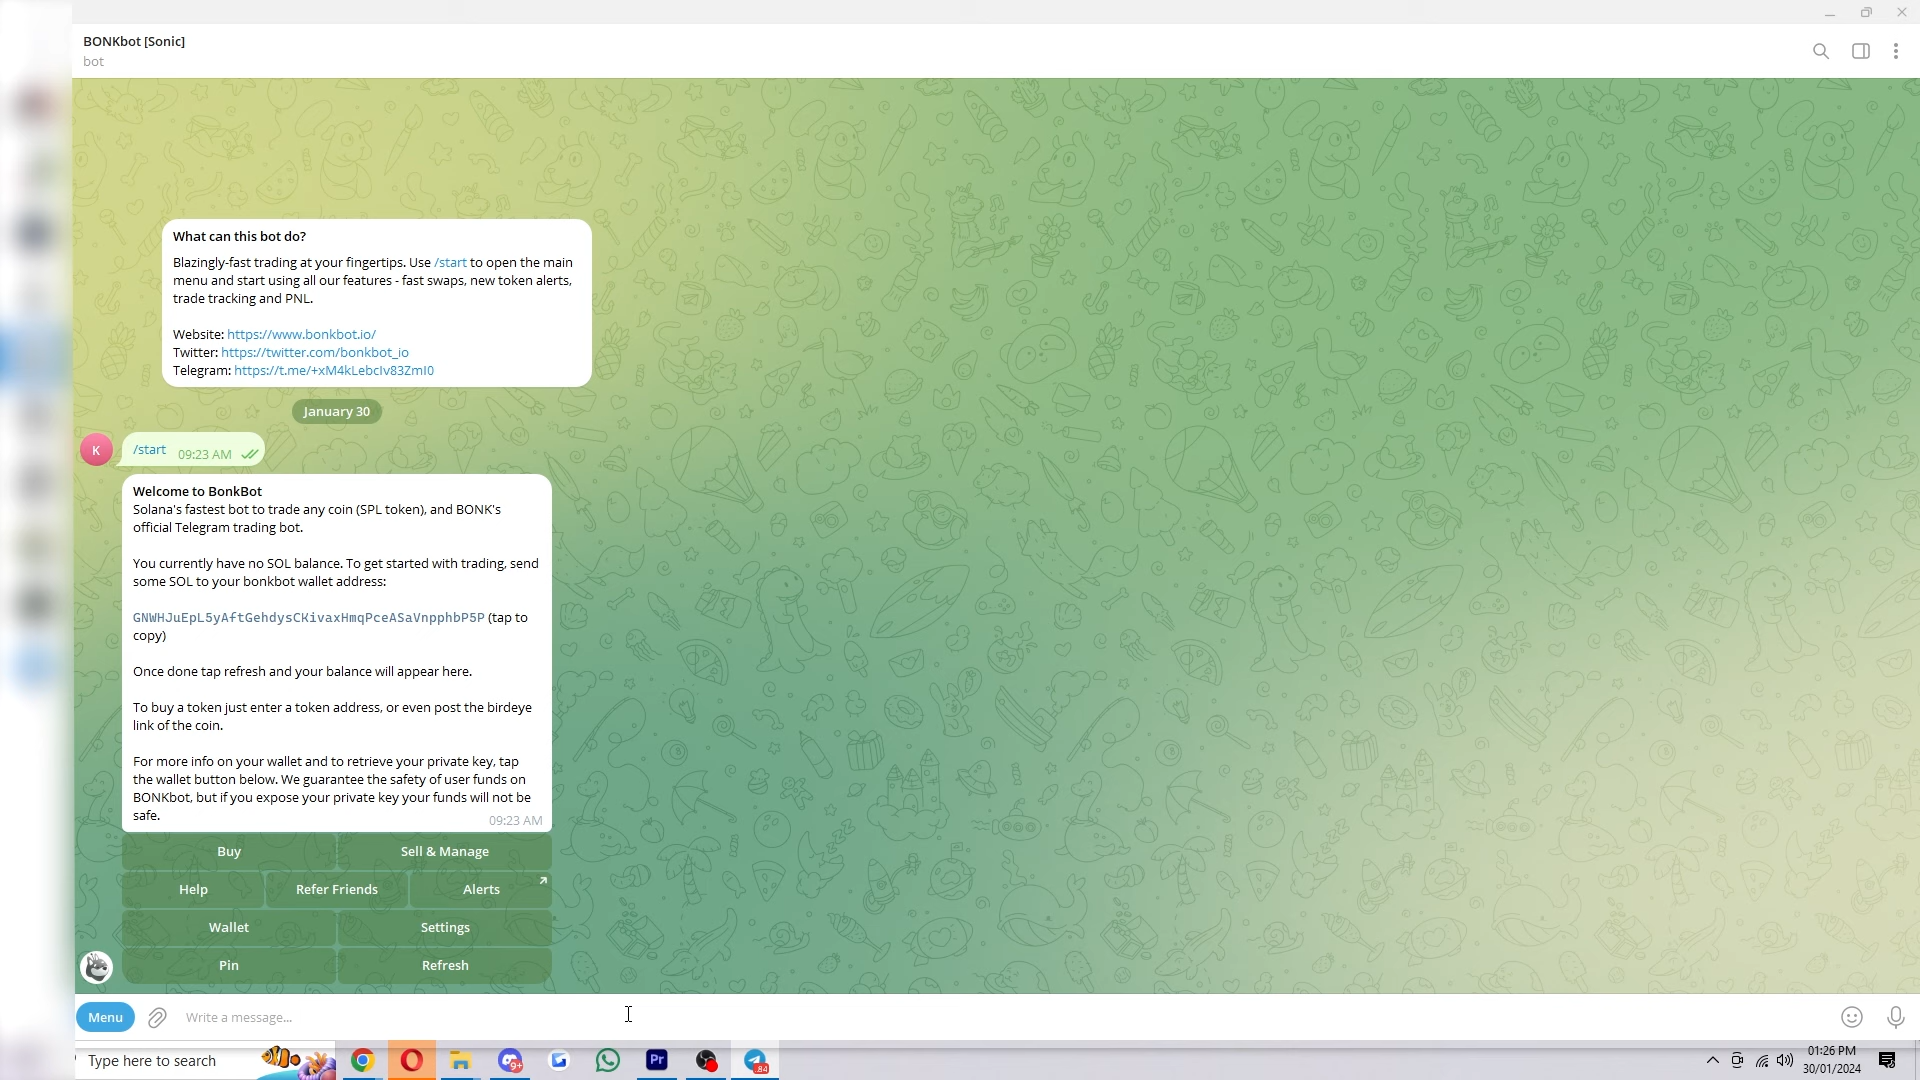 BONKbot [Sonic]
bot
What can this bot do?
Blazingly-fast trading at your fingertips. Use /start to open the main
menu and start using all our features - fast swaps, new token alerts,
trade tracking and PNL.
Website: https://www.bonkbot.io/
Twitter: https://twitter.com/bonkbot_io
Telegram: https://t.me/+xM4kLebcIv83ZmI0
January 30
K
/start 09:23 AM
Welcome to BonkBot
Solana's fastest bot to trade any coin (SPL token), and BONK's
official Telegram trading bot.
You currently have no SOL balance. To get started with trading, send
some SOL to your bonkbot wallet address:
GNWHJuEpL5yAftGehdysCKivaxHmqPceASaVnpphbP5P (tap to
copy)
Once done tap refresh and your balance will appear here.
To buy a token just enter a token address, or even post the birdeye
link of the coin.
For more info on your wallet and to retrieve your private key, tap
the wallet button below. We guarantee the safety of user funds on
BONKbot, but if you expose your private key your funds will not be
safe.
09:23 AM
Buy Sell & Manage
Help Refer Friends Alerts
Wallet Settings
Pin Refresh
Menu Write a message...
Type here to search
9+
Pr
84
01:26 PM
30/01/2024